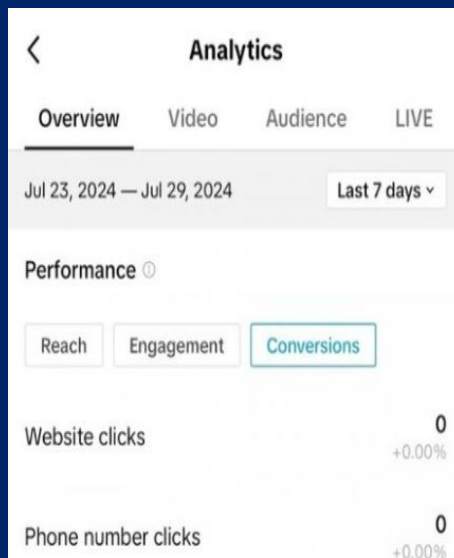 Analytics
Overview Video Audience LIVE
Jul 23, 2024 — Jul 29, 2024 Last 7 days
Performance
Reach Engagement Conversions
Website clicks 0
+0.00%
Phone number clicks 0
+0.00%